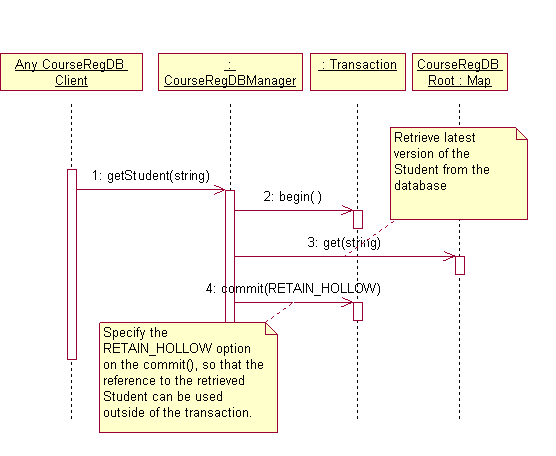 Any CourseRegDB
Client
:
CourseRegDBManager
: Transaction
CourseRegDB
Root : Map
Retrieve latest
version of the
Student from the
database
1: getStudent(string)
2: begin( )
3: get(string)
4: commit(RETAIN_HOLLOW)
Specify the
RETAIN_HOLLOW option
on the commit(), so that the
reference to the retrieved
Student can be used
outside of the transaction.